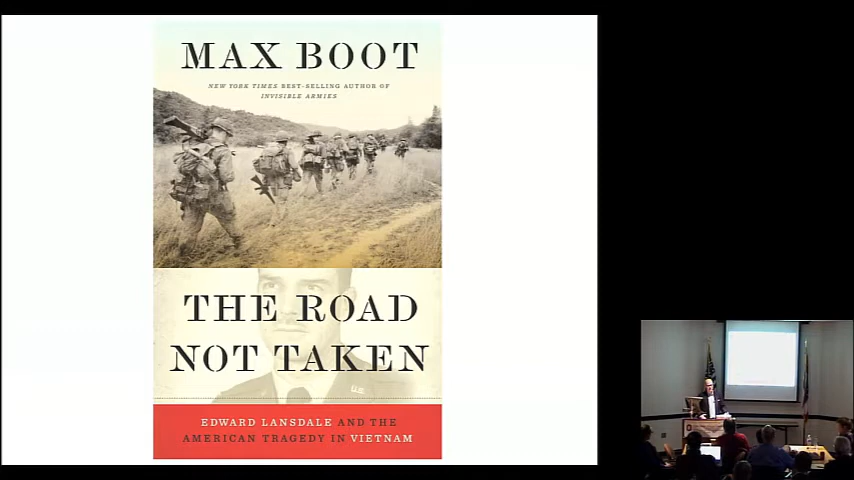 MAX BOOT
NEW YORK TIMES BEST-SELLING AUTHOR OF
INVISIBLE ARMIES
THE ROAD
NOT TAKEN
EDWARD LANSDALE AND THE
AMERICAN TRAGEDY IN VIETNAM